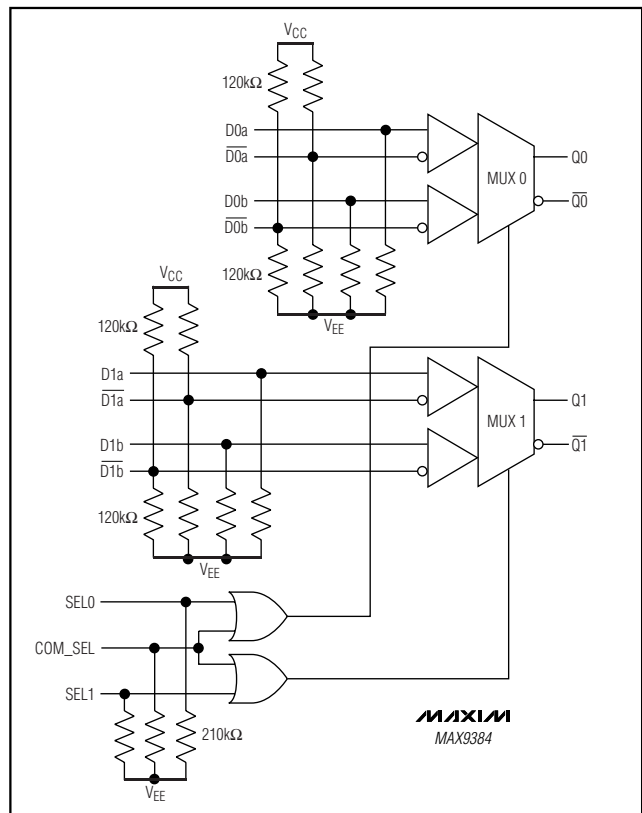 VCC
120kΩ
D0a
D0a
D0b
D0b
MUX 0
Q0
Q0
120kΩ
VEE
VCC
120kΩ
D1a
D1a
D1b
D1b
MUX 1
Q1
Q1
120kΩ
VEE
SEL0
COM_SEL
SEL1
210kΩ
VEE
MAXIM
MAX9384